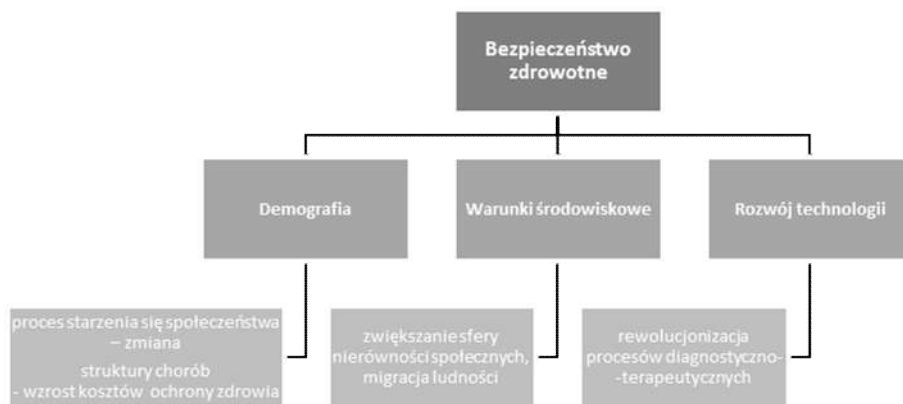 Bezpieczeństwo
zdrowotne
Demografia
Warunki środowiskowe
Rozwój technologii
proces starzenia się społeczeństwa
– zmiana
struktury chorób
- wzrost kosztów ochrony zdrowia
zwiększanie sfery
nierówności społecznych,
migracja ludności
rewolucjonizacja
procesów diagnostyczno-
-terapeutycznych